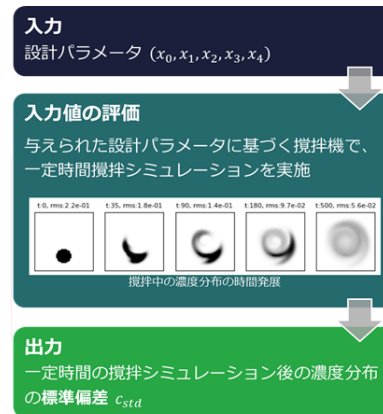 入力
設計パラメータ (x₀, x₁, x₂, x₃, x₄)
入力値の評価
与えられた設計パラメータに基づく撹拌機で、
一定時間撹拌シミュレーションを実施
t:0, rms:2.2e-01 t:35, rms:1.8e-01 t:90, rms:1.4e-01 t:180, rms:9.7e-02 t:500, rms:5.6e-02
撹拌中の濃度分布の時間発展
出力
一定時間の撹拌シミュレーション後の濃度分布
の標準偏差 c_std